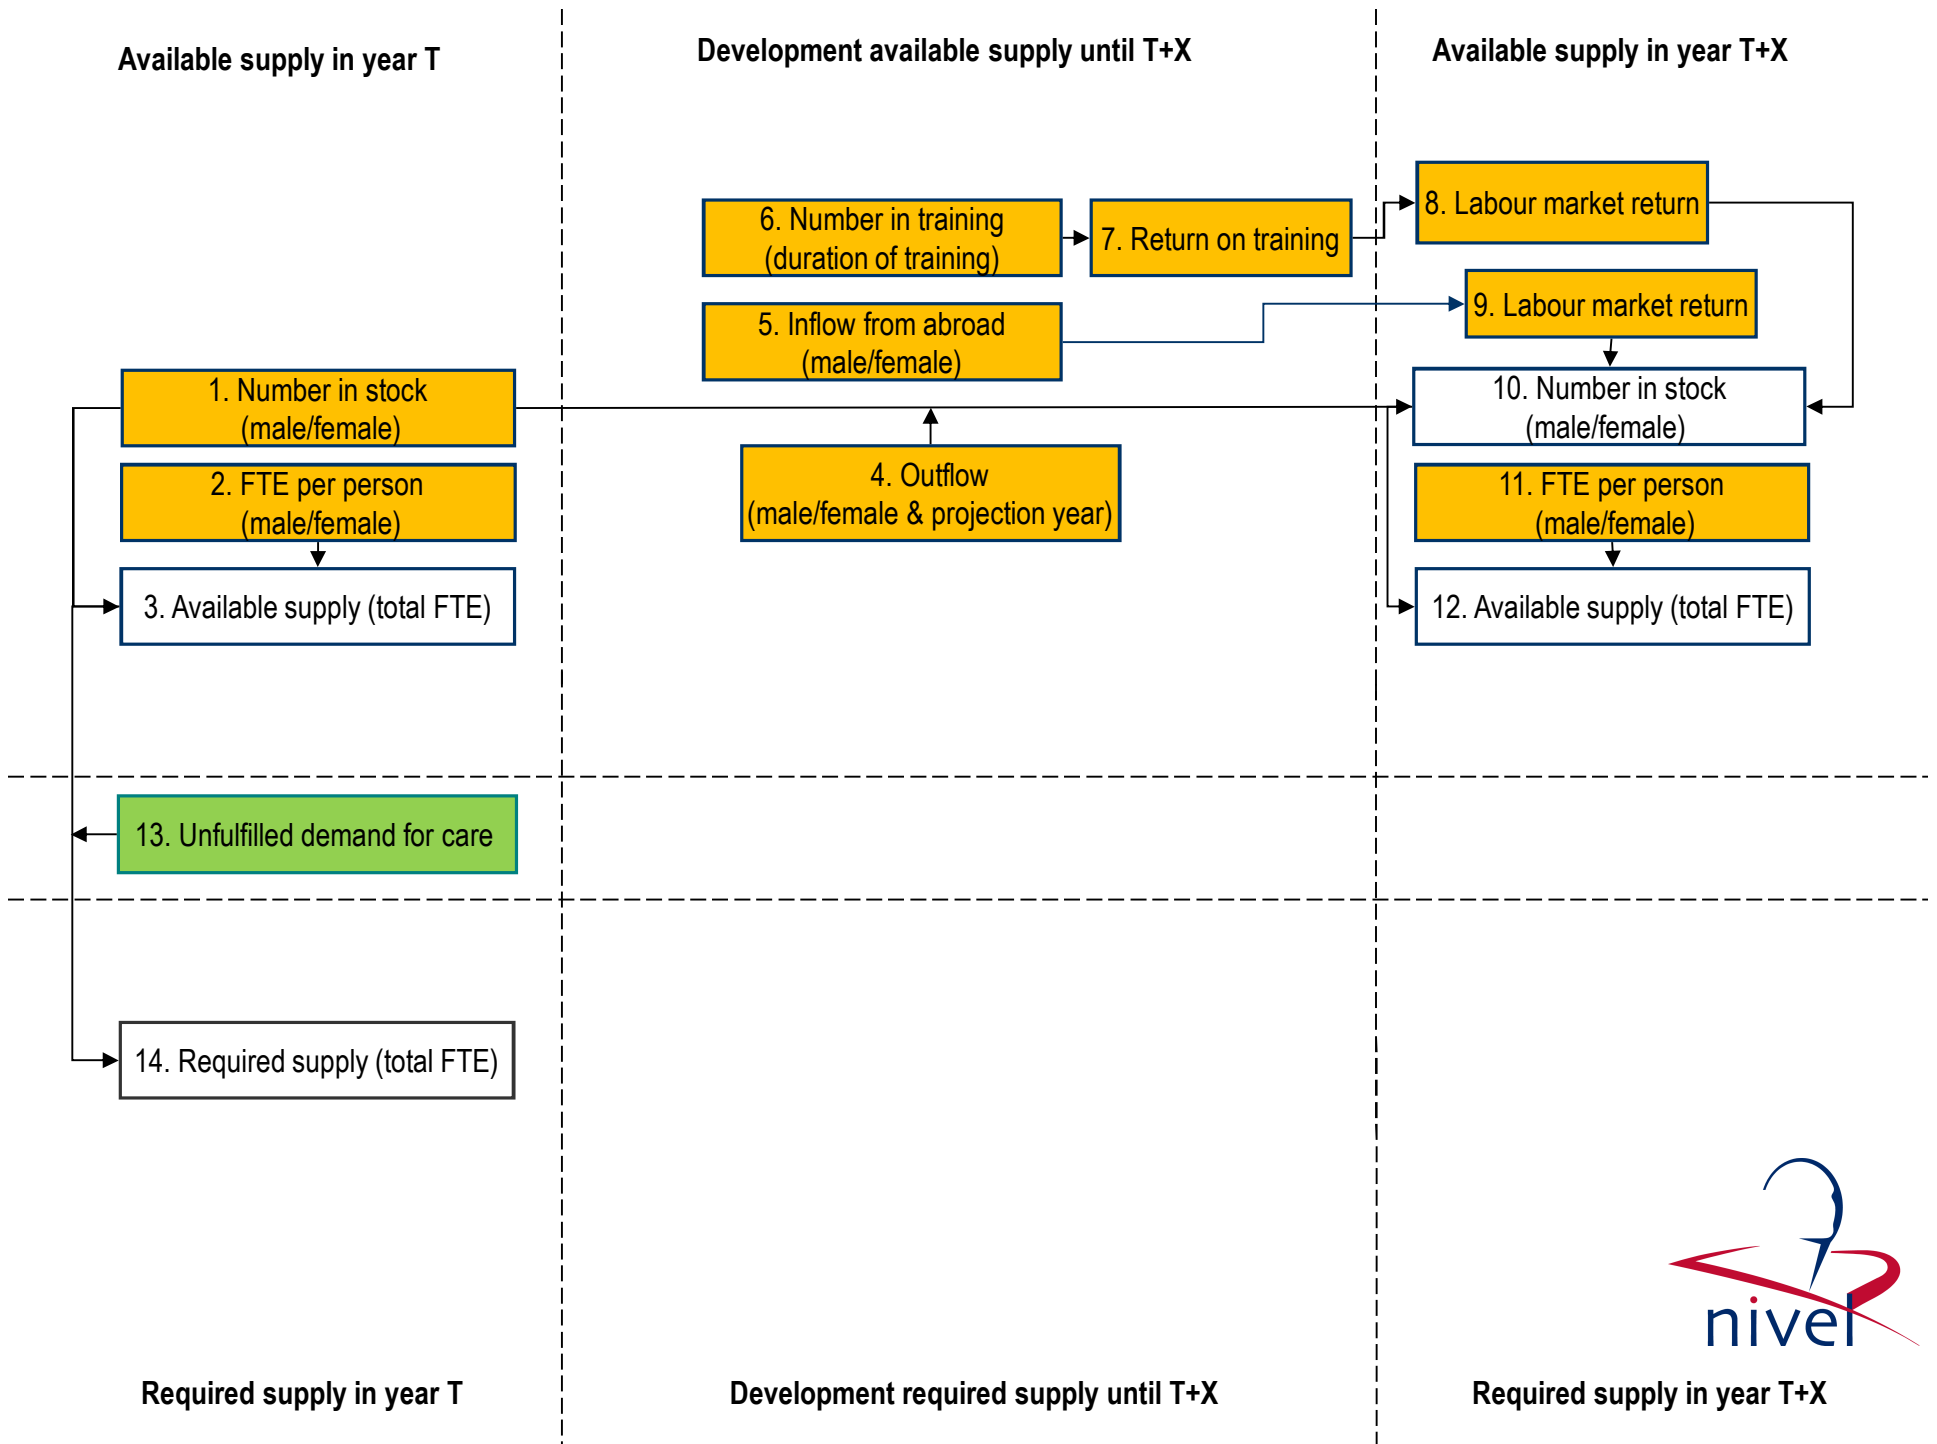 Available supply in year T
Development available supply until T+X
Available supply in year T+X
6. Number in training
(duration of training)
7. Return on training
8. Labour market return
5. Inflow from abroad
(male/female)
9. Labour market return
1. Number in stock
(male/female)
10. Number in stock
(male/female)
2. FTE per person
(male/female)
4. Outflow
(male/female & projection year)
11. FTE per person
(male/female)
3. Available supply (total FTE)
12. Available supply (total FTE)
13. Unfulfilled demand for care
14. Required supply (total FTE)
nivel
Required supply in year T
Development required supply until T+X
Required supply in year T+X